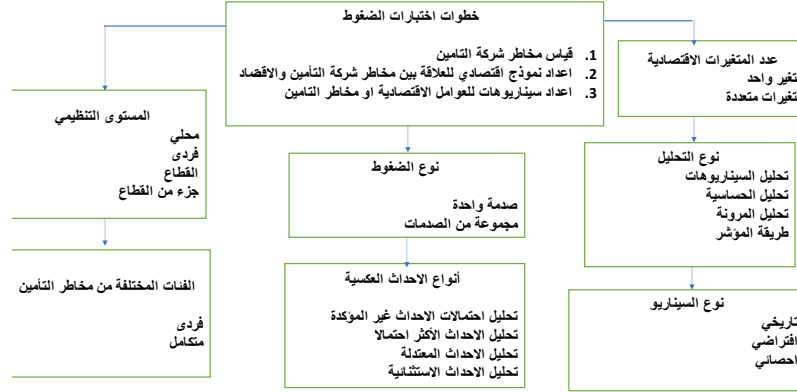 خطوات اختبارات الضغوط
1. قياس مخاطر شركة التامين
2. اعداد نموذج اقتصادي للعلاقة بين مخاطر شركة التأمين والاقتصاد
3. اعداد سيناريوهات للعوامل الاقتصادية او مخاطر التامين
عدد المتغيرات الاقتصادية
تغير واحد
تغيرات متعددة
نوع التحليل
تحليل السيناريوهات
تحليل الحساسية
تحليل المرونة
طريقة المؤشر
نوع السيناريو
تاريخي
افتراضي
احصائي
نوع الضغوط
صدمة واحدة
مجموعة من الصدمات
أنواع الاحداث العكسية
تحليل احتمالات الاحداث غير المؤكدة
تحليل الاحداث الأكثر احتمالا
تحليل الاحداث المعتدلة
تحليل الاحداث الاستثنائية
المستوى التنظيمي
محلي
فردى
القطاع
جزء من القطاع
الفئات المختلفة من مخاطر التأمين
فردى
متكامل